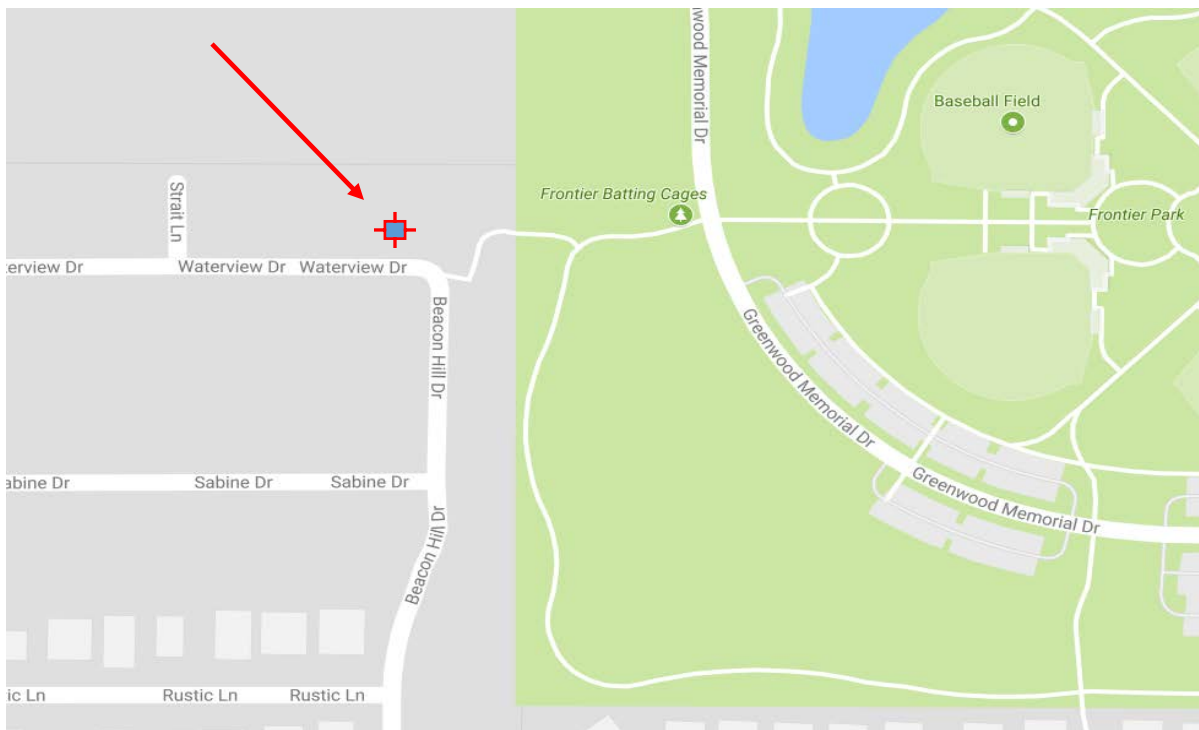 nwood Memorial Dr
Baseball Field
Frontier Batting Cages
Frontier Park
Strait Ln
terview Dr
Waterview Dr
Waterview Dr
Beacon Hill Dr
Greenwood Memorial Dr
abine Dr
Sabine Dr
Sabine Dr
Greenwood Memorial Dr
Beacon Hill Dr
ic Ln
Rustic Ln
Rustic Ln